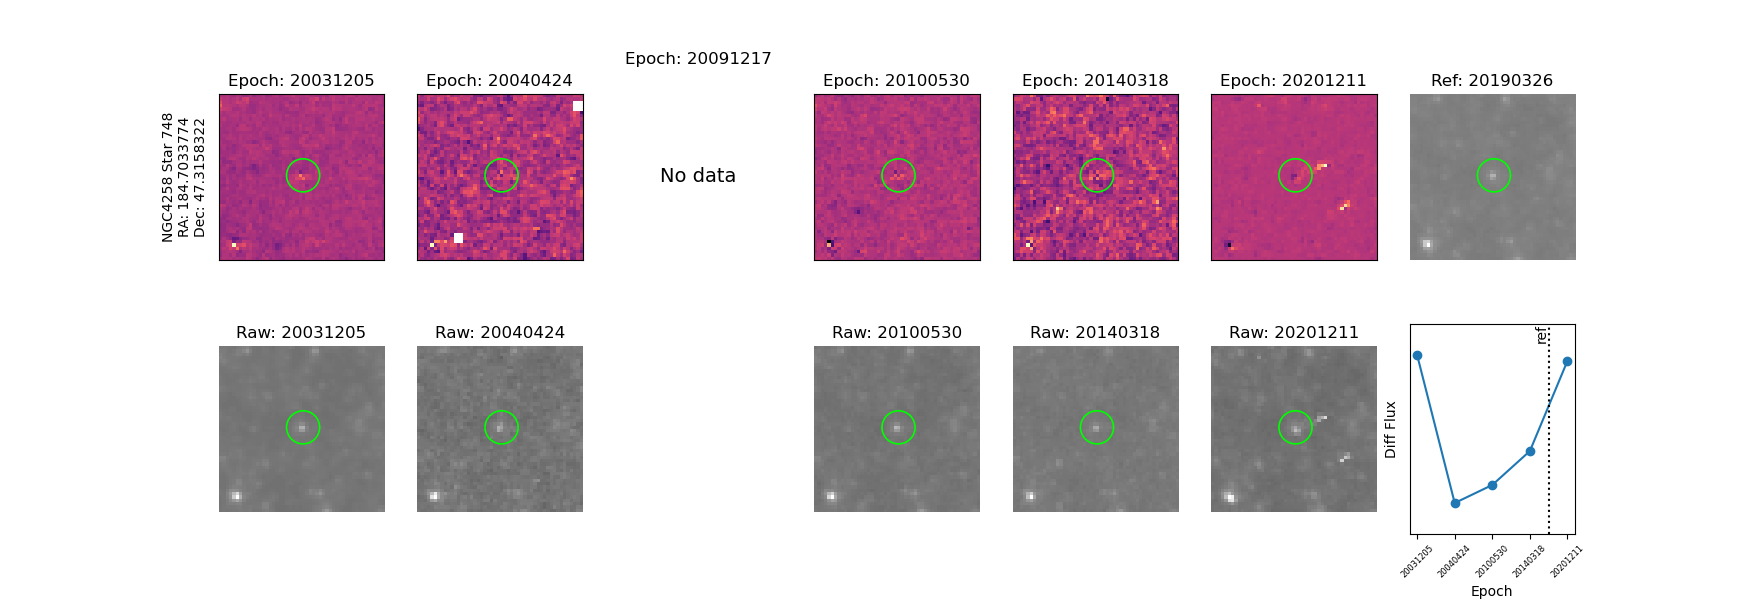 Epoch: 20091217
Epoch: 20031205
Epoch: 20040424
Epoch: 20100530
Epoch: 20140318
Epoch: 20201211
Ref: 20190326
NGC4258 Star 748
RA: 184.7033774
Dec: 47.3158322
No data
Raw: 20031205
Raw: 20040424
Raw: 20100530
Raw: 20140318
Raw: 20201211
ref
Diff Flux
20031205
20040424
20100530
20140318
20201211
Epoch